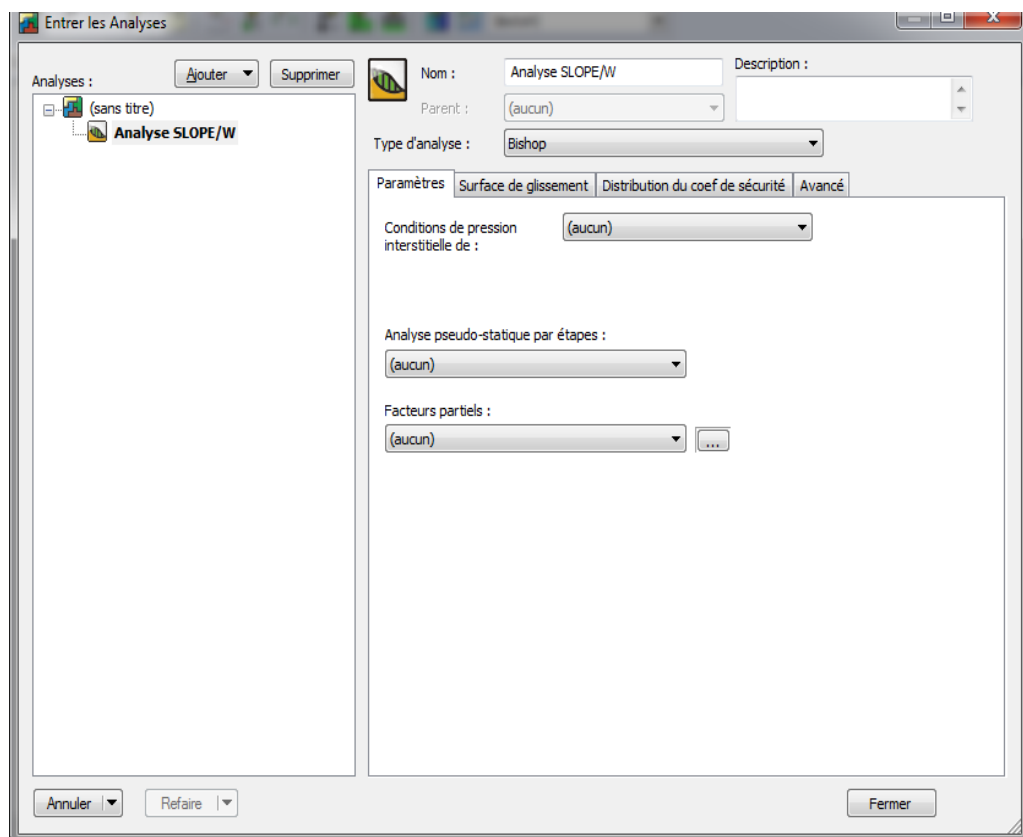 Entrer les Analyses
Analyses :
Ajouter
Supprimer
(sans titre)
Analyse SLOPE/W
Nom :
Analyse SLOPE/W
Description :
Parent :
(aucun)
Type d'analyse :
Bishop
Paramètres
Surface de glissement
Distribution du coef de sécurité
Avancé
Conditions de pression
interstitielle de :
(aucun)
Analyse pseudo-statique par étapes :
(aucun)
Facteurs partiels :
(aucun)
...
Annuler
Refaire
Fermer